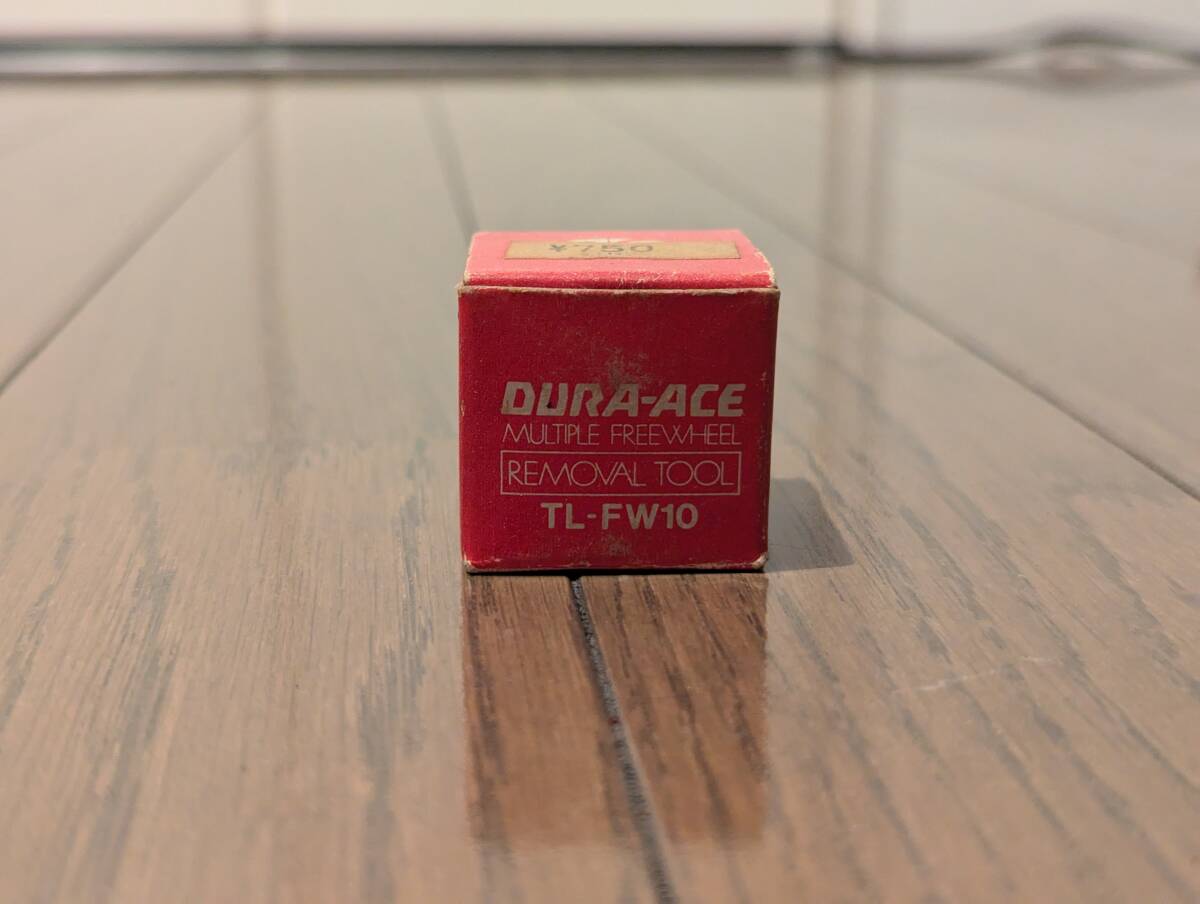 ¥750
DURA-ACE
MULTIPLE FREEWHEEL
REMOVAL TOOL
TL-FW10